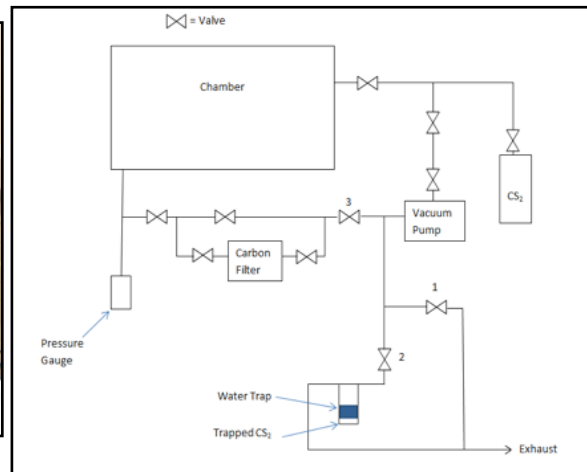 = Valve
Chamber
CS₂
3
Vacuum
Pump
Carbon
Filter
1
Pressure
Gauge
2
Water Trap
Trapped CS₂
Exhaust